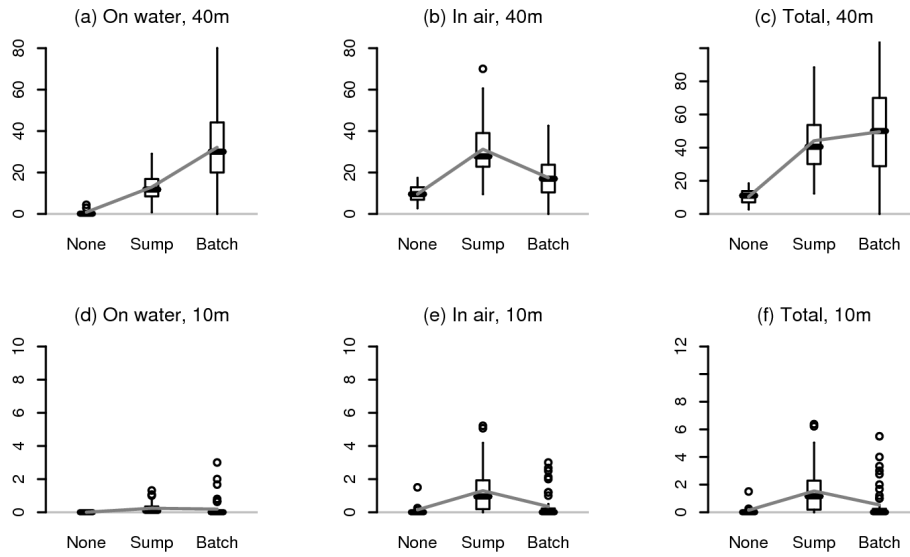 (a) On water, 40m
0 20 40 60 80
None Sump Batch
(b) In air, 40m
0 20 40 60 80
None Sump Batch
(c) Total, 40m
0 20 40 60 80
None Sump Batch
(d) On water, 10m
0 2 4 6 8 10
None Sump Batch
(e) In air, 10m
0 2 4 6 8 10
None Sump Batch
(f) Total, 10m
0 2 4 6 8 12
None Sump Batch